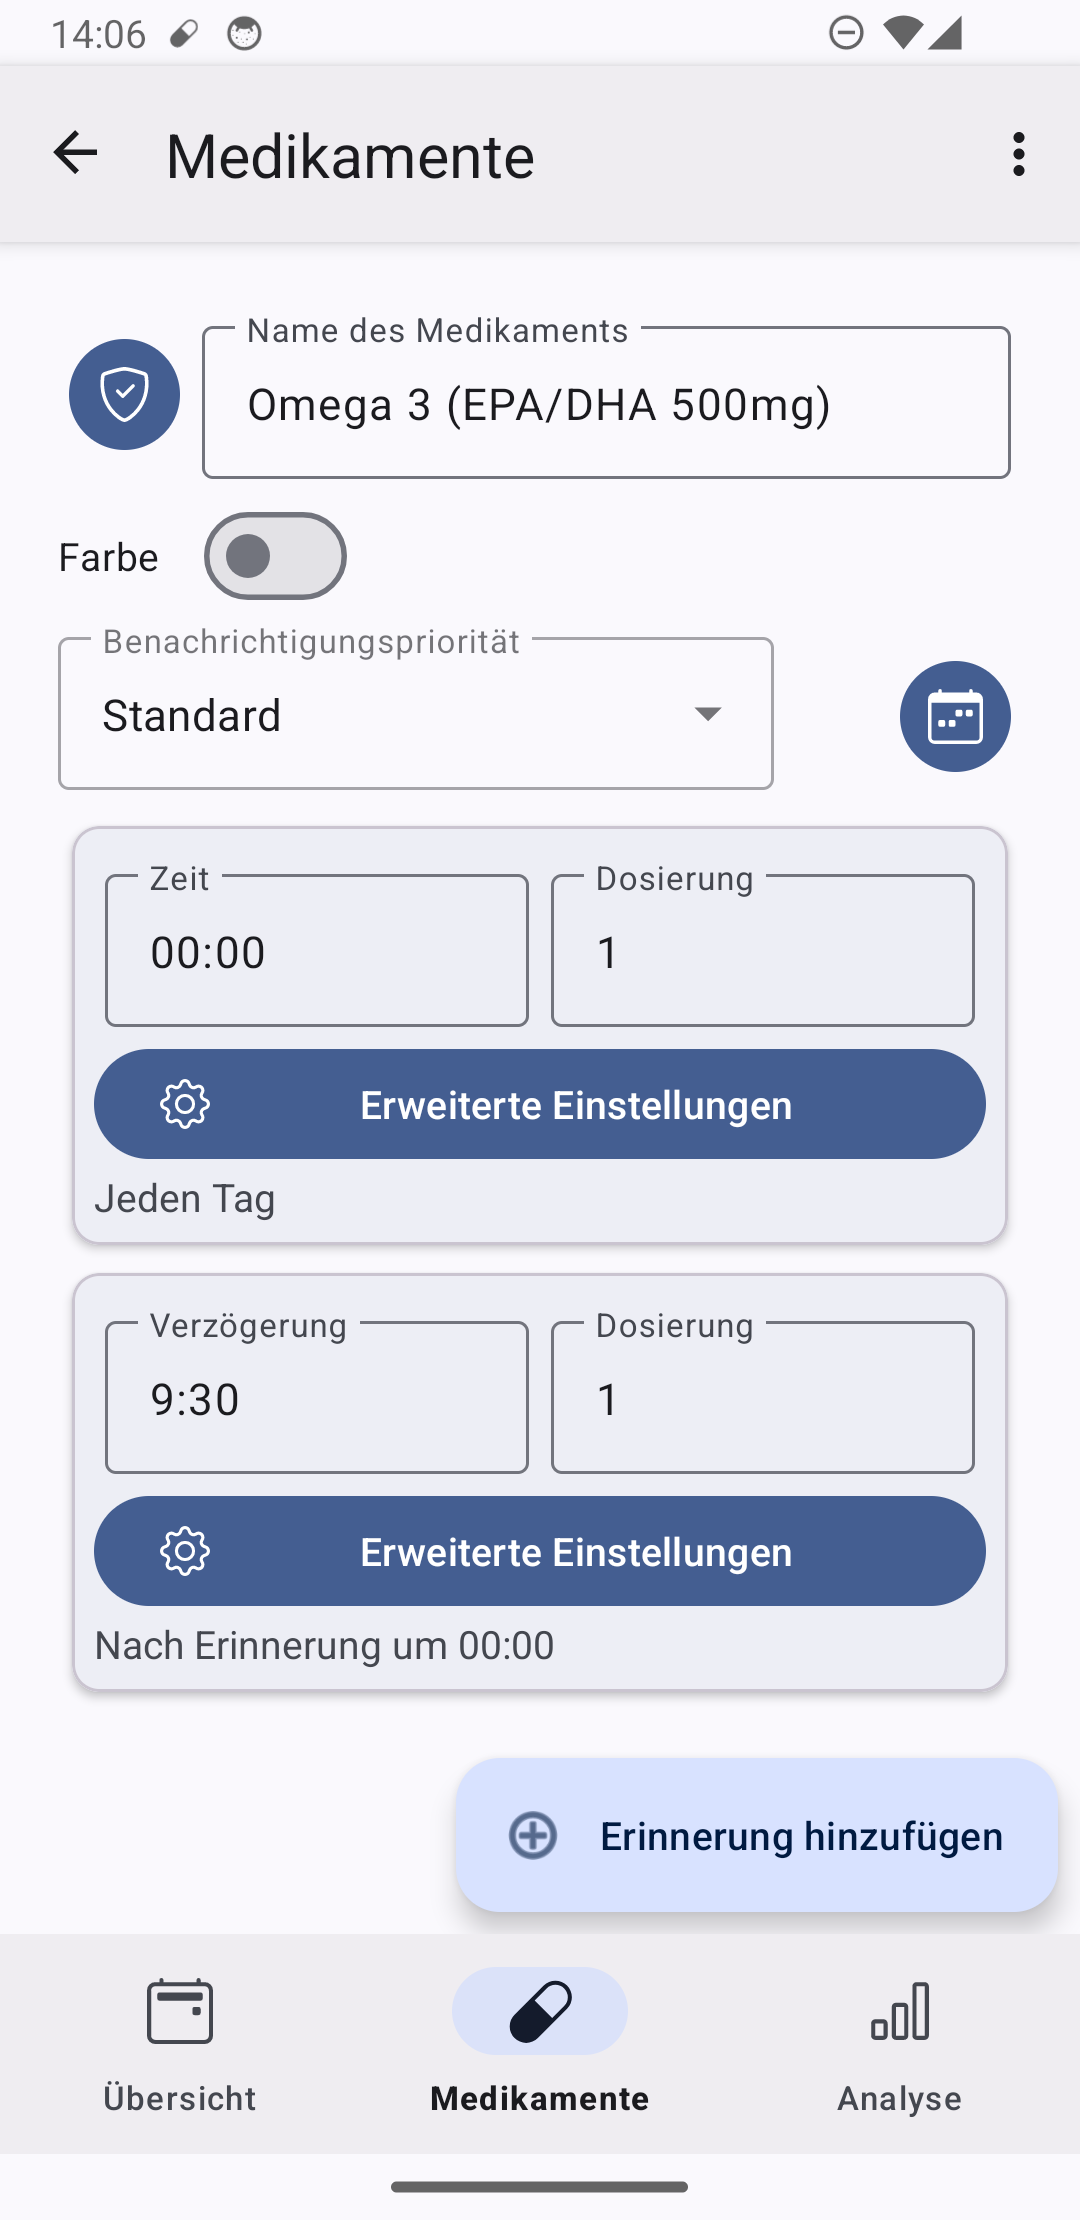 14:06
Medikamente
Name des Medikaments
Omega 3 (EPA/DHA 500mg)
Farbe
Benachrichtigungspriorität
Standard
Zeit
00:00
Dosierung
1
Erweiterte Einstellungen
Jeden Tag
Verzögerung
9:30
Dosierung
1
Erweiterte Einstellungen
Nach Erinnerung um 00:00
Erinnerung hinzufügen
Übersicht
Medikamente
Analyse